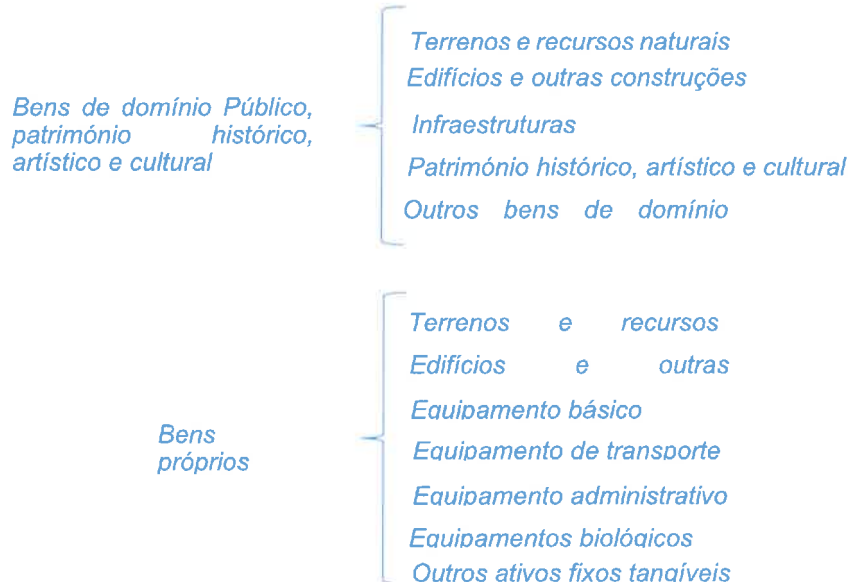 Bens de domínio Público,
património histórico,
artístico e cultural
Terrenos e recursos naturais
Edifícios e outras construções
Infraestruturas
Património histórico, artístico e cultural
Outros bens de domínio
Bens
próprios
Terrenos e recursos
Edifícios e outras
Equipamento básico
Equipamento de transporte
Equipamento administrativo
Equipamentos biológicos
Outros ativos fixos tangíveis